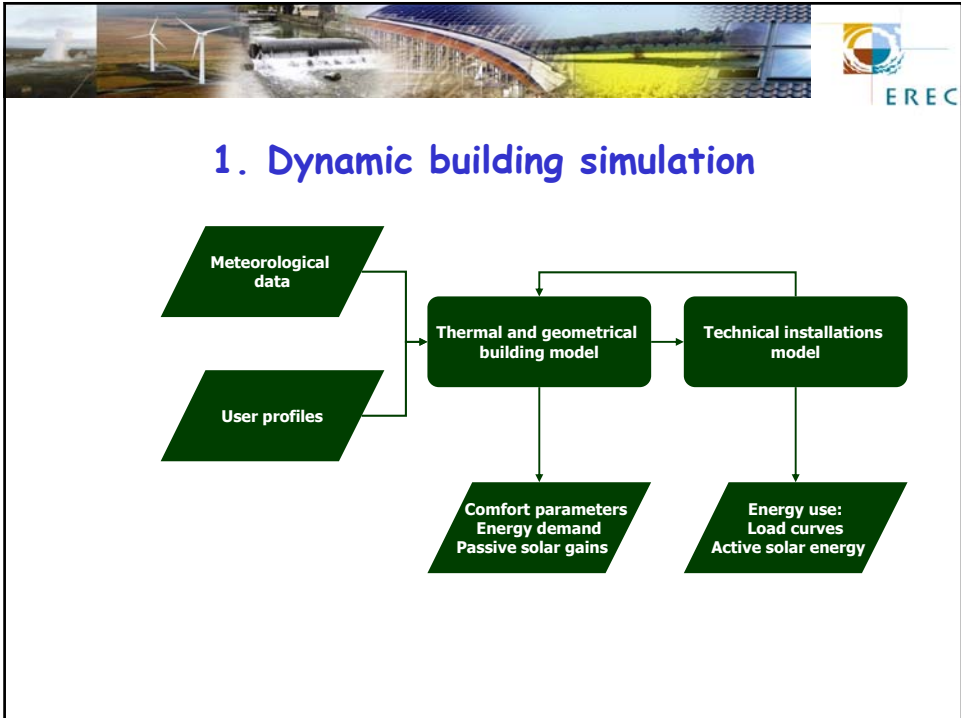 EREC
1. Dynamic building simulation
Meteorological
data
User profiles
Thermal and geometrical
building model
Technical installations
model
Comfort parameters
Energy demand
Passive solar gains
Energy use:
Load curves
Active solar energy